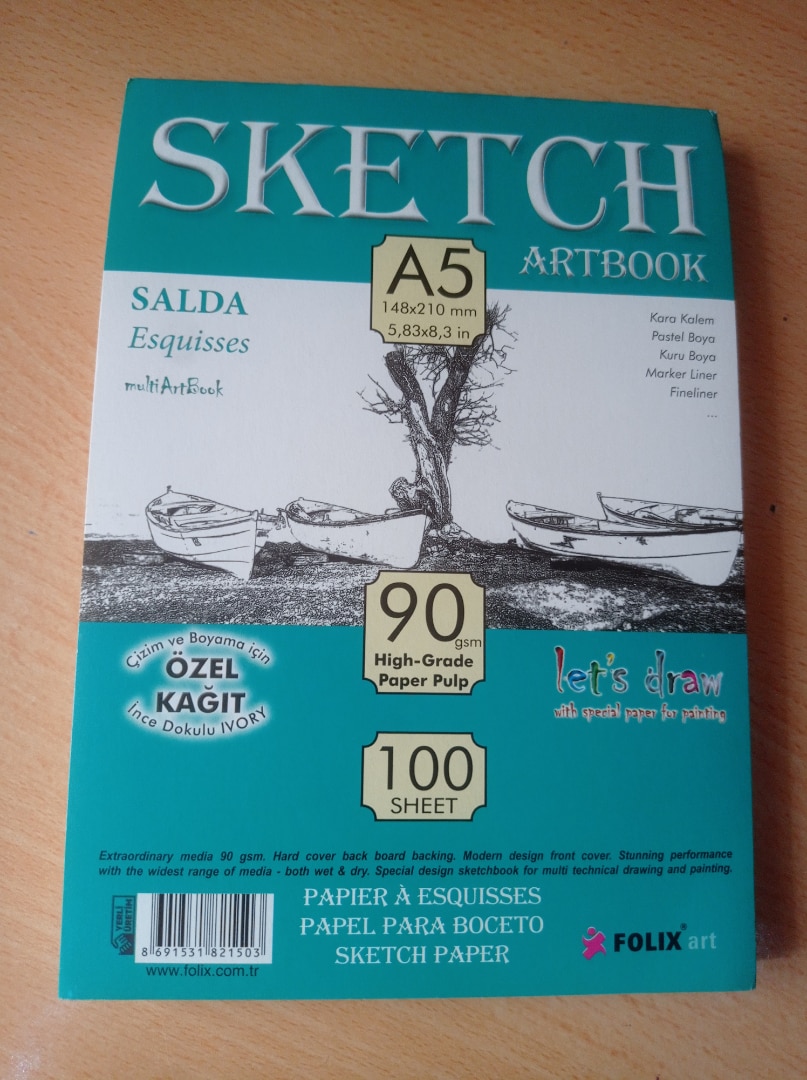 SKETCH
ARTBOOK
A5
148x210 mm
5,83x8,3 in
SALDA
Esquisses
multiArtBook
Kara Kalem
Pastel Boya
Kuru Boya
Marker Liner
Fineliner
...
90 gsm
High-Grade
Paper Pulp
Çizim ve Boyama için
ÖZEL
KAĞIT
İnce Dokulu IVORY
let's draw
with special paper for painting
100
SHEET
Extraordinary media 90 gsm. Hard cover back board backing. Modern design front cover. Stunning performance
with the widest range of media - both wet & dry. Special design sketchbook for multi technical drawing and painting.
YERLİ
ÜRETİM
8 691531 821503
www.folix.com.tr
PAPIER À ESQUISSES
PAPEL PARA BOCETO
SKETCH PAPER
FOLIX® art